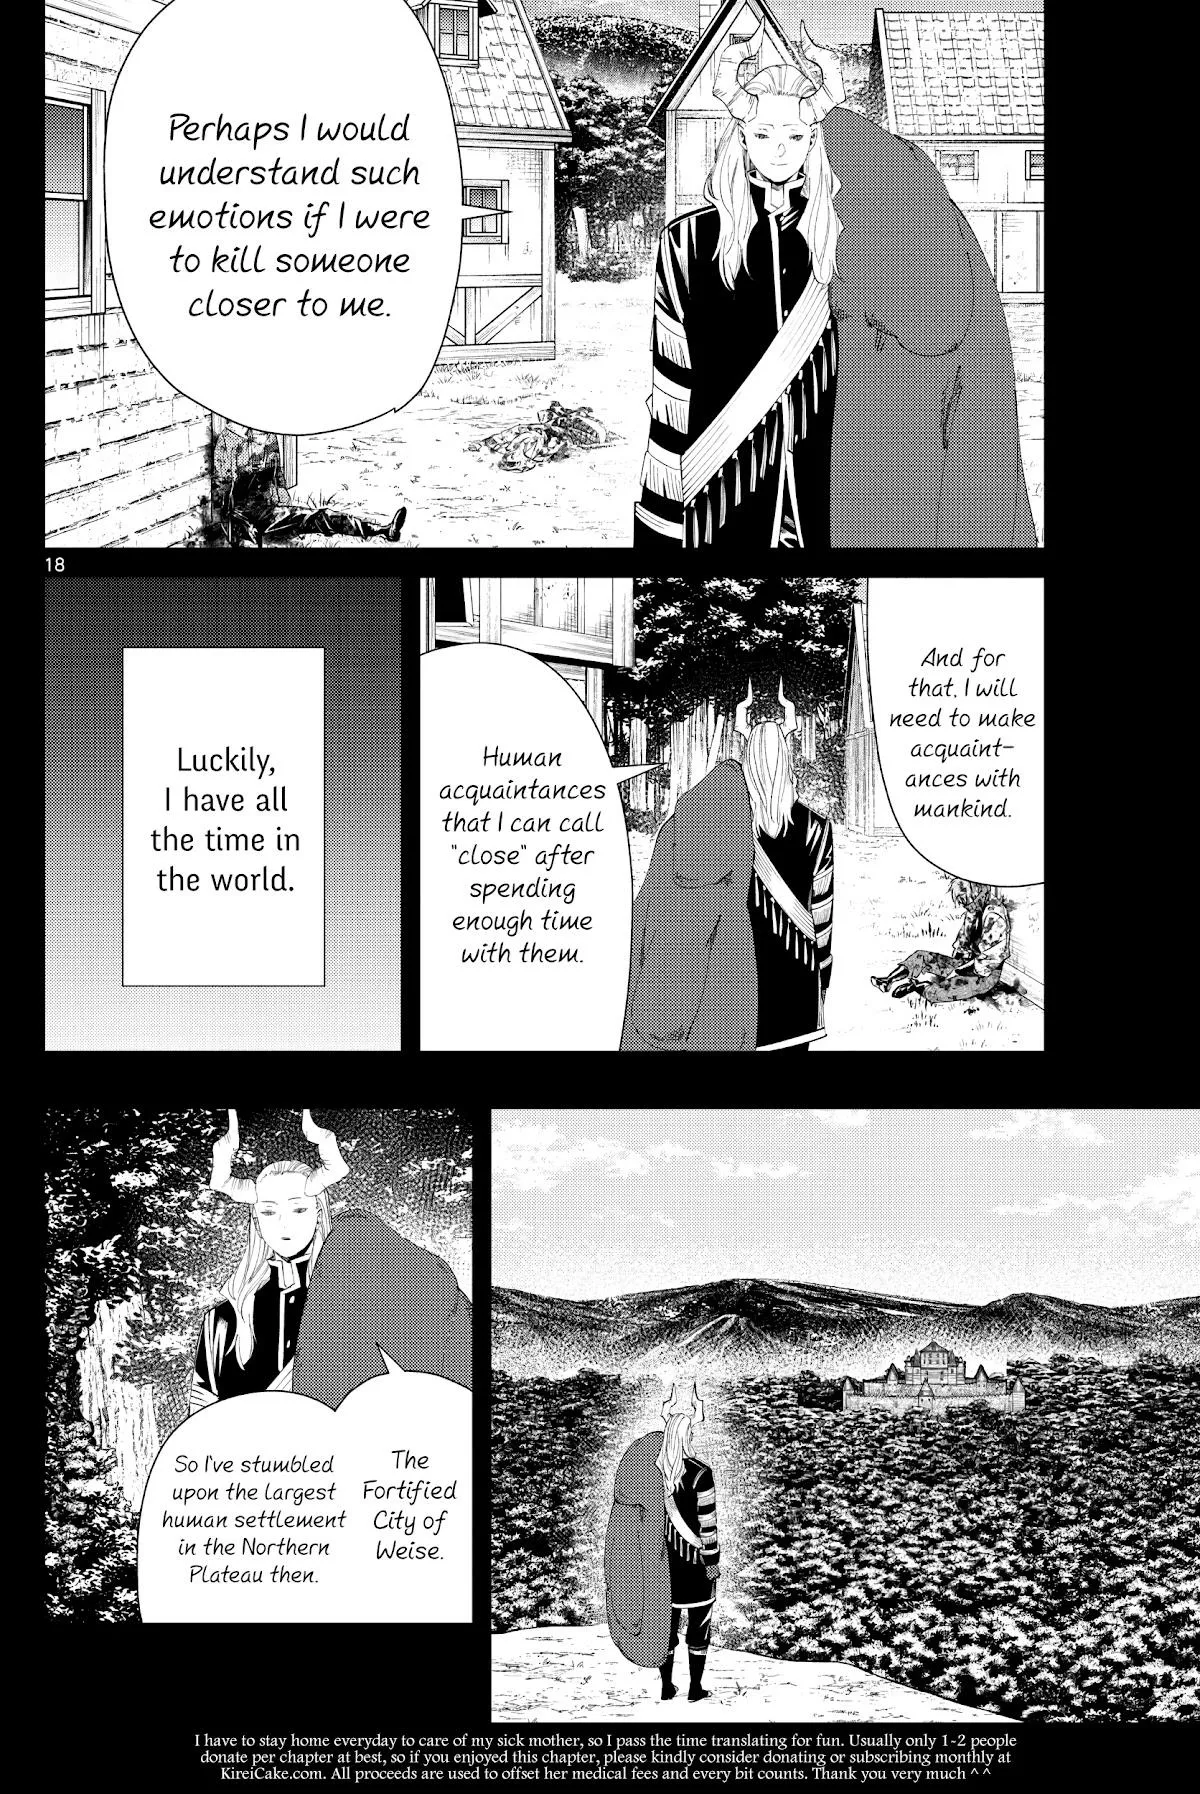 Perhaps I would
understand such
emotions if I were
to kill someone
closer to me.
18
And for
that, I will
need to make
acquaint-
ances with
mankind.
Human
acquaintances
that I can call
"close" after
spending
enough time
with them.
Luckily,
I have all
the time in
the world.
The
Fortified
City of
Weise.
So I've stumbled
upon the largest
human settlement
in the Northern
Plateau then.
I have to stay home everyday to care of my sick mother, so I pass the time translating for fun. Usually only 1~2 people
donate per chapter at best, so if you enjoyed this chapter, please kindly consider donating or subscribing monthly at
KireiCake.com. All proceeds are used to offset her medical fees and every bit counts. Thank you very much ^ ^